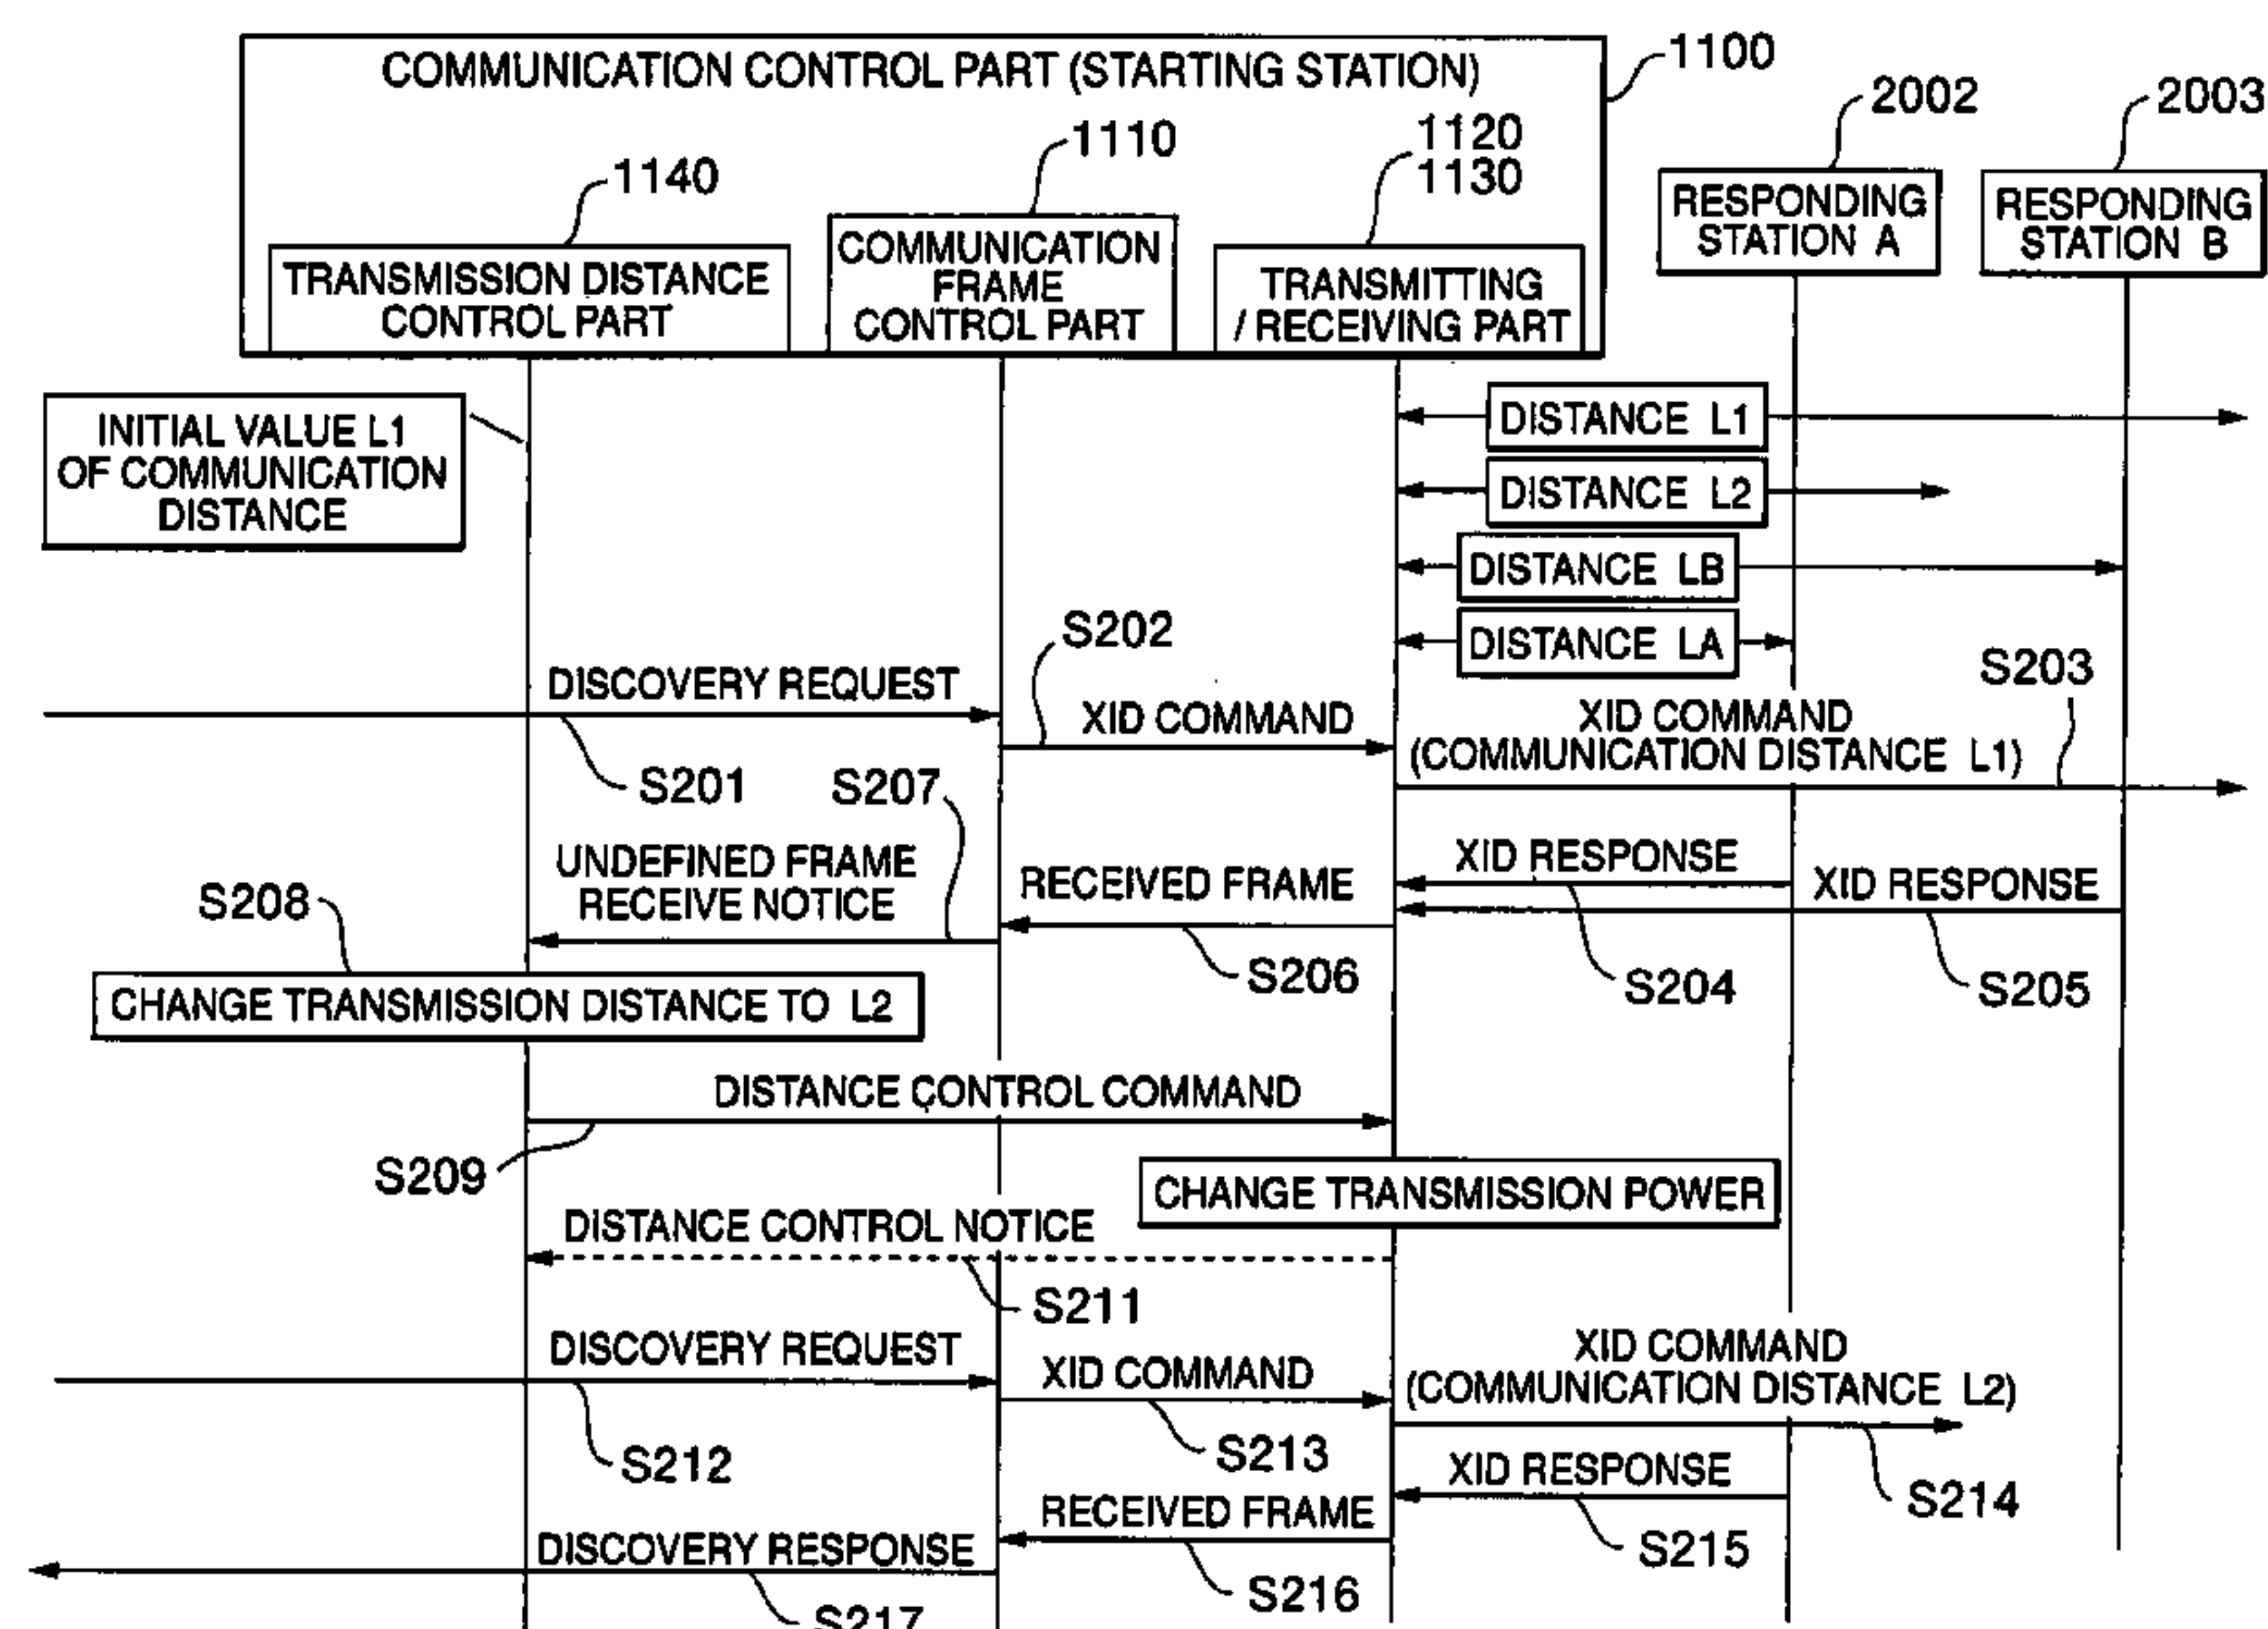 COMMUNICATION CONTROL PART (STARTING STATION)
1100
2002
2003
1140
1110
1120
1130
TRANSMISSION DISTANCE
CONTROL PART
COMMUNICATION
FRAME
CONTROL PART
TRANSMITTING
/ RECEIVING PART
RESPONDING
STATION A
RESPONDING
STATION B
INITIAL VALUE L1
OF COMMUNICATION
DISTANCE
DISTANCE L1
DISTANCE L2
DISTANCE LB
DISTANCE LA
DISCOVERY REQUEST
S201
S202
XID COMMAND
S203
XID COMMAND
(COMMUNICATION DISTANCE L1)
S207
UNDEFINED FRAME
RECEIVE NOTICE
RECEIVED FRAME
S206
XID RESPONSE
S204
XID RESPONSE
S205
S208
CHANGE TRANSMISSION DISTANCE TO L2
DISTANCE CONTROL COMMAND
S209
CHANGE TRANSMISSION POWER
DISTANCE CONTROL NOTICE
S211
DISCOVERY REQUEST
S212
XID COMMAND
S213
XID COMMAND
(COMMUNICATION DISTANCE L2)
S214
XID RESPONSE
S215
RECEIVED FRAME
S216
DISCOVERY RESPONSE
S217